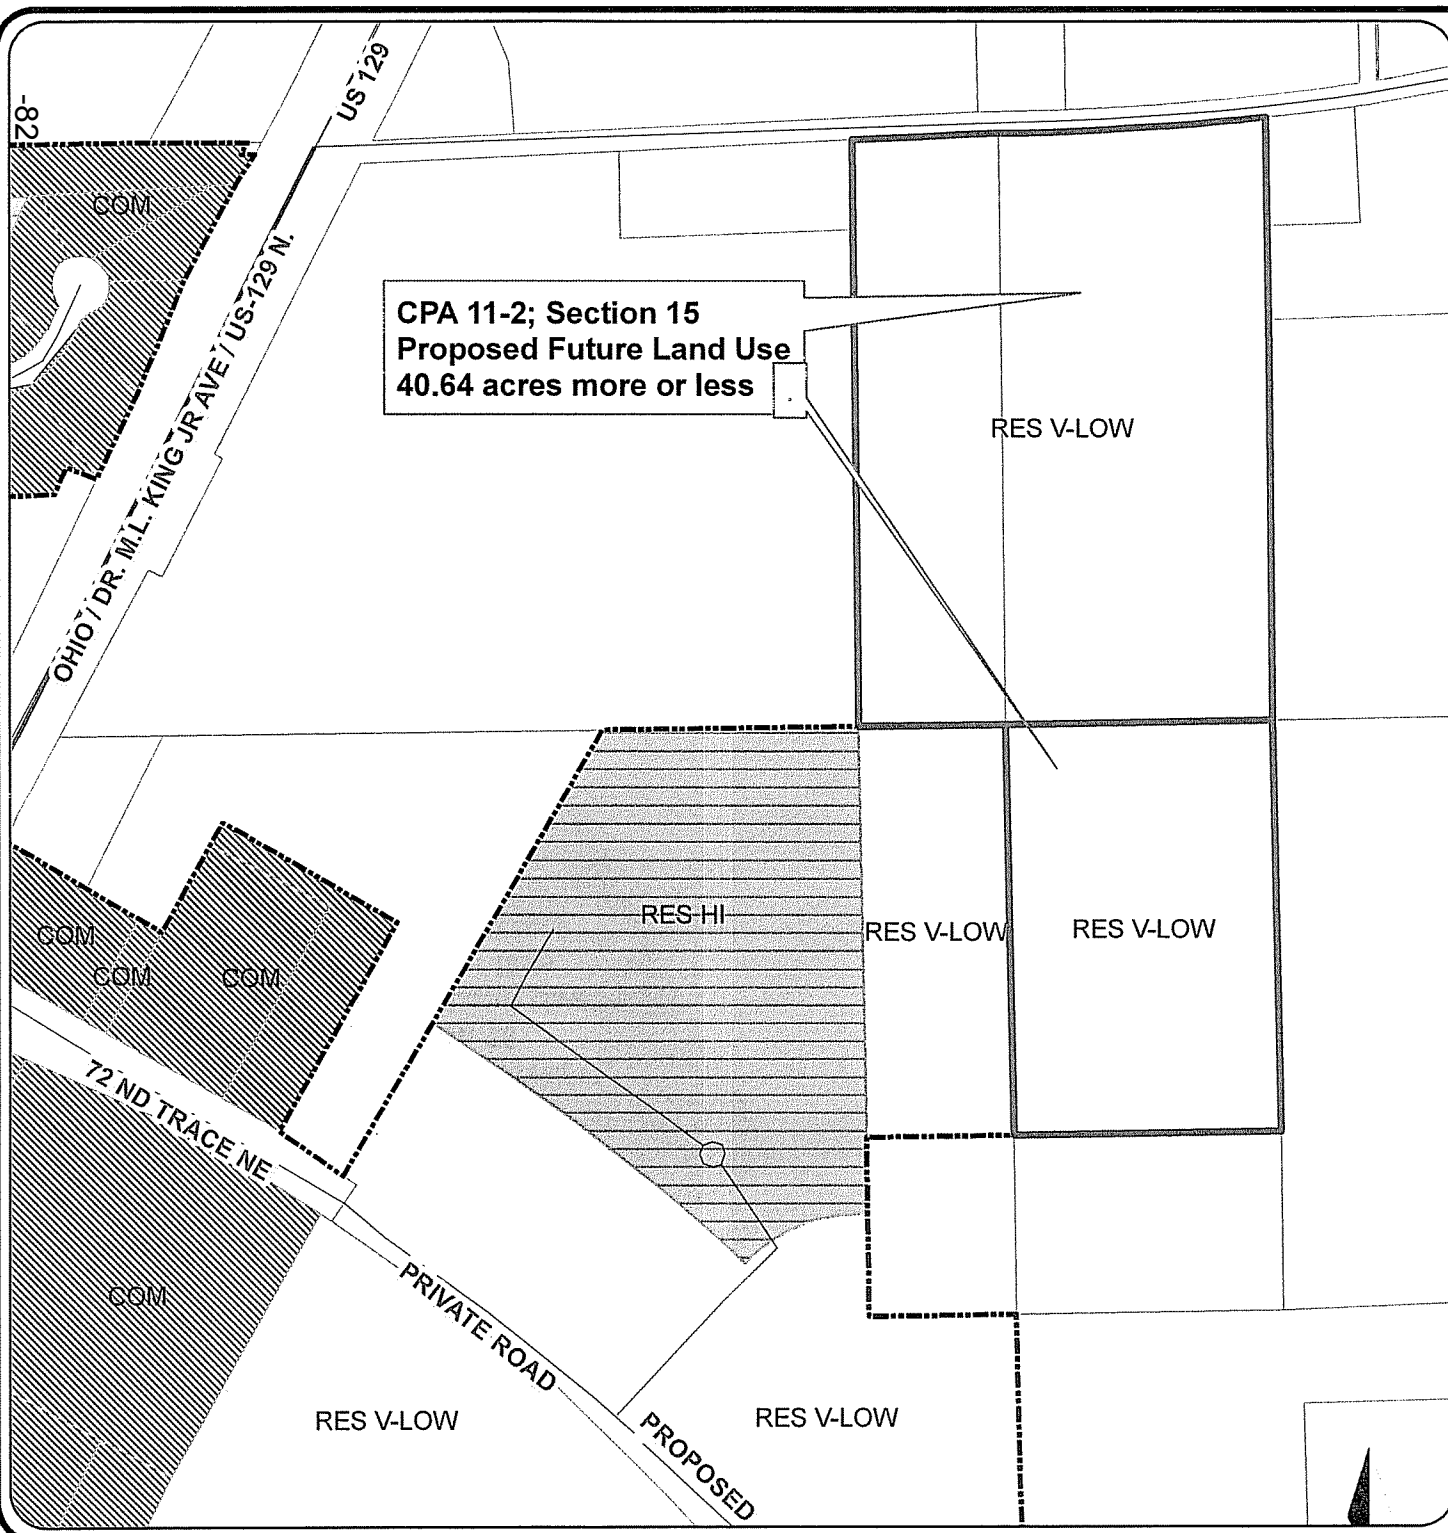 US 129
-82
COM
OHIO / DR. M.L. KING JR AVE / US-129 N.
CPA 11-2; Section 15
Proposed Future Land Use
40.64 acres more or less
RES V-LOW
RES HI
RES V-LOW
RES V-LOW
COM
COM
COM
72 ND TRACE NE
COM
PRIVATE ROAD
RES V-LOW
RES V-LOW
PROPOSED